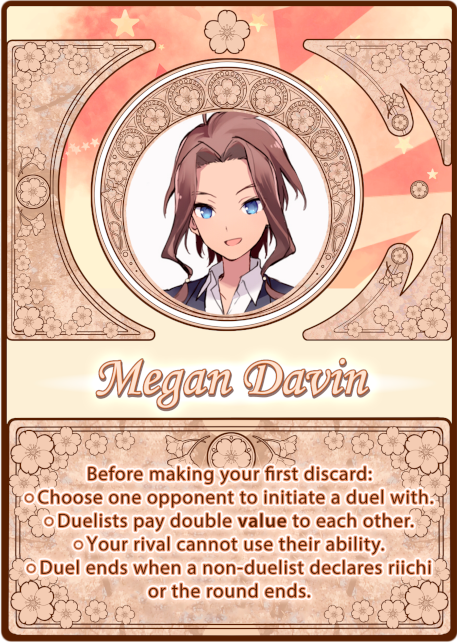 Megan Davin
Before making your first discard:
○Choose one opponent to initiate a duel with.
○Duelists pay double value to each other.
○Your rival cannot use their ability.
○Duel ends when a non-duelist declares riichi
or the round ends.